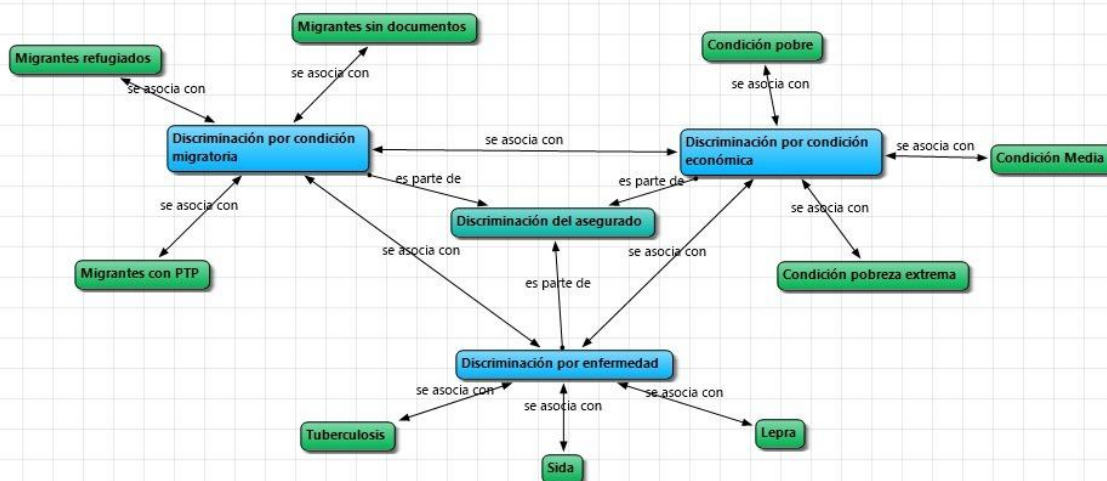 Migrantes sin documentos
Migrantes refugiados
Condición pobre
se asocia con
se asocia con
se asocia con
Discriminación por condición
migratoria
se asocia con
Discriminación por condición
económica
se asocia con
Condición Media
es parte de
es parte de
se asocia con
se asocia con
Discriminación del asegurado
se asocia con
se asocia con
Migrantes con PTP
Condición pobreza extrema
es parte de
Discriminación por enfermedad
se asocia con
se asocia con
se asocia con
Tuberculosis
Lepra
Sida